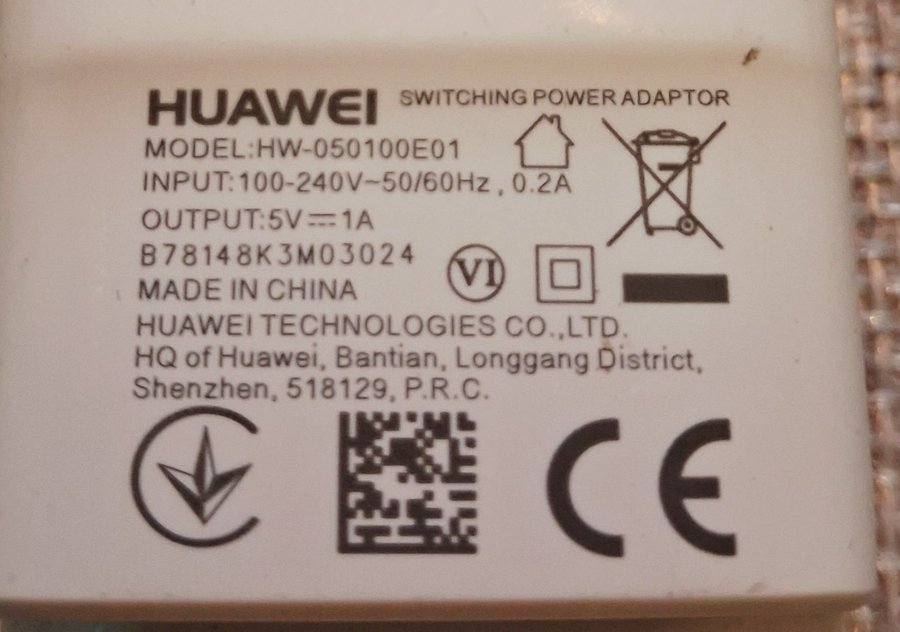 HUAWEI SWITCHING POWER ADAPTOR
MODEL:HW-050100E01
INPUT:100-240V~50/60Hz , 0.2A
OUTPUT:5V⎓1A
B78148K3M03024
VI
MADE IN CHINA
HUAWEI TECHNOLOGIES CO.,LTD.
HQ of Huawei, Bantian, Longgang District,
Shenzhen, 518129, P.R.C.
CE